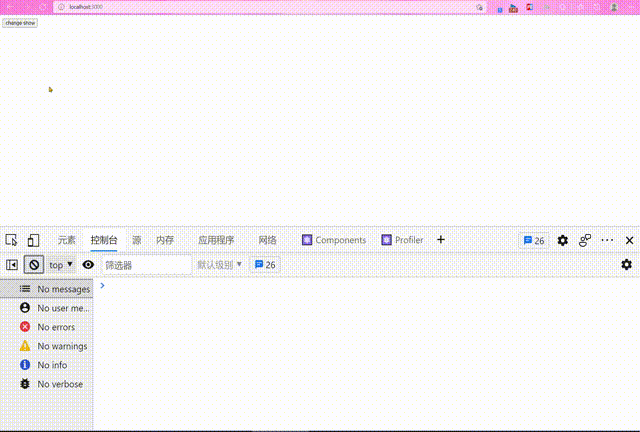 localhost:3000
change show
元素 控制台 源 内存 应用程序 网络 Components Profiler 26
top 筛选器 默认级别 26
No messages
No user me...
No errors
No warnings
No info
No verbose